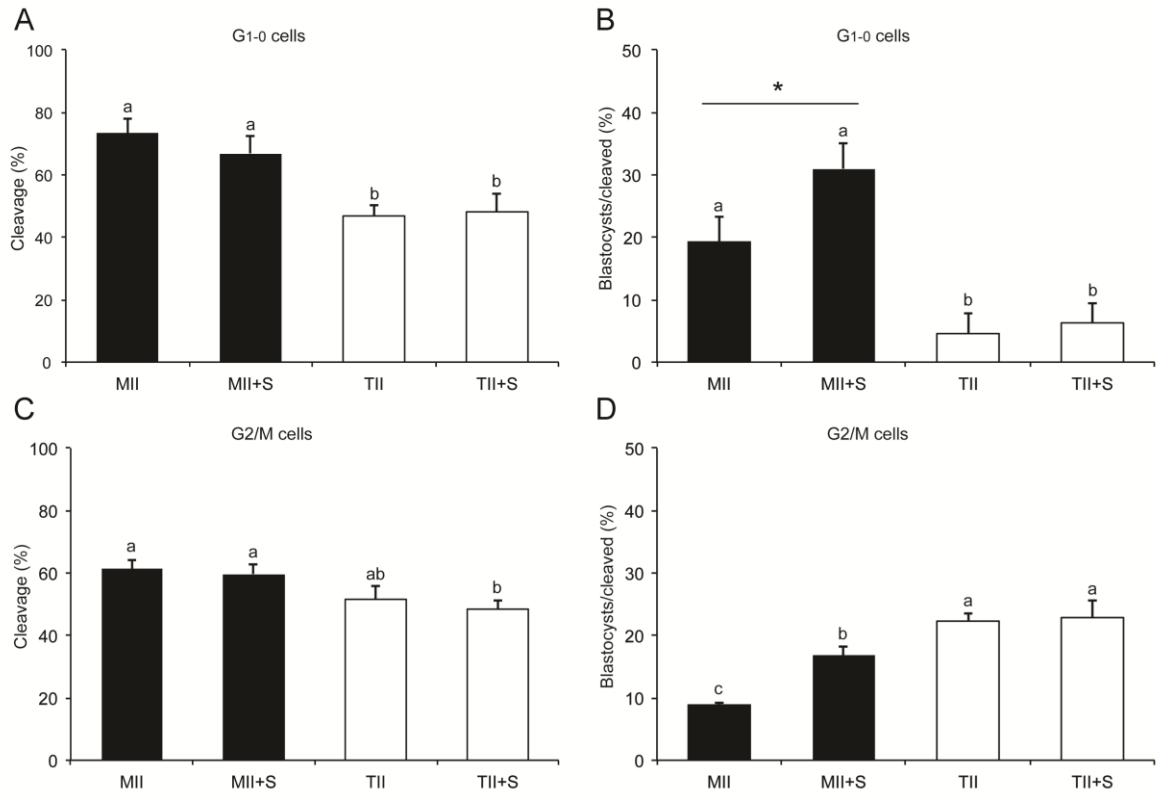 A
G1-0 cells
Cleavage (%)
100
80
60
40
20
0
a
a
b
b
MII
MII+S
TII
TII+S
B
G1-0 cells
Blastocysts/cleaved (%)
50
40
30
20
10
0
*
a
a
b
b
MII
MII+S
TII
TII+S
C
G2/M cells
Cleavage (%)
100
80
60
40
20
0
a
a
ab
b
MII
MII+S
TII
TII+S
D
G2/M cells
Blastocysts/cleaved (%)
50
40
30
20
10
0
c
b
a
a
MII
MII+S
TII
TII+S